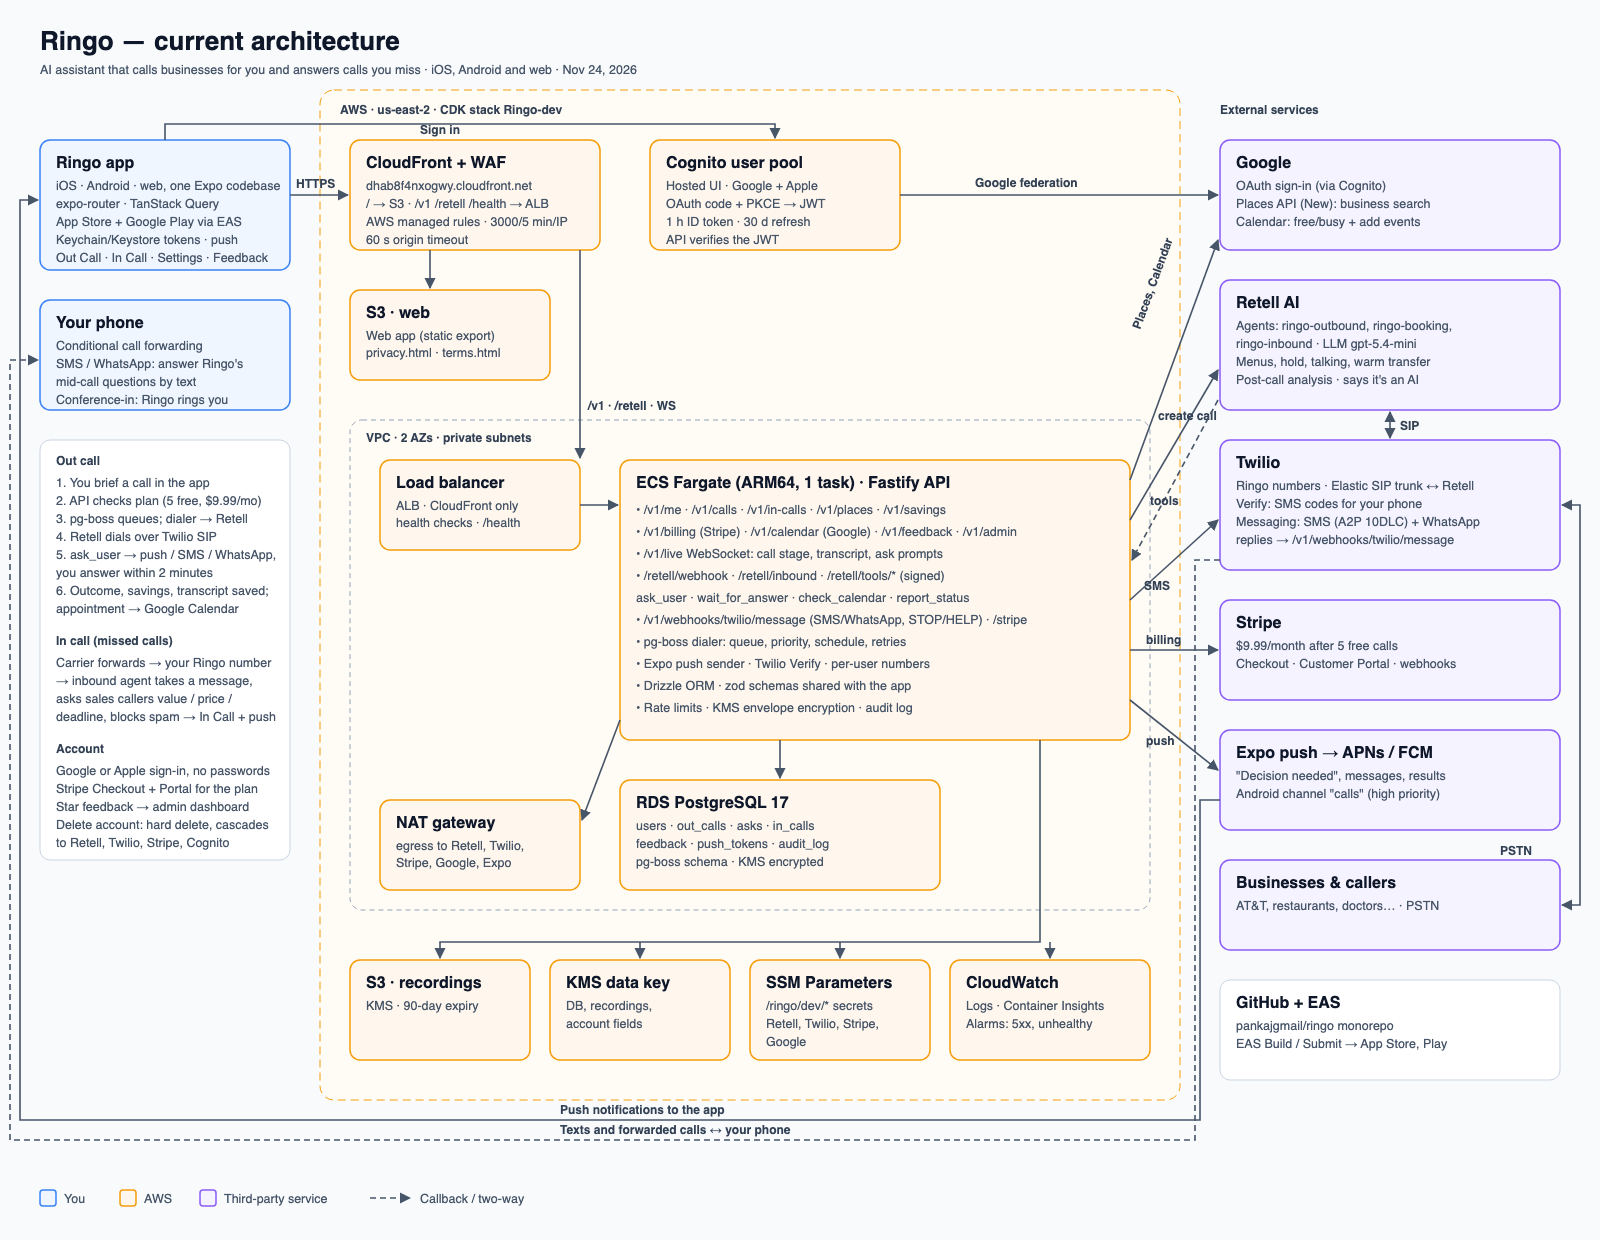 Ringo — current architecture
AI assistant that calls businesses for you and answers calls you miss · iOS, Android and web · Nov 24, 2026
AWS · us-east-2 · CDK stack Ringo-dev
External services
Sign in
Ringo app
iOS · Android · web, one Expo codebase
expo-router · TanStack Query
App Store + Google Play via EAS
Keychain/Keystore tokens · push
Out Call · In Call · Settings · Feedback
HTTPS
CloudFront + WAF
dhab8f4nxogwy.cloudfront.net
/ → S3 · /v1 /retell /health → ALB
AWS managed rules · 3000/5 min/IP
60 s origin timeout
Cognito user pool
Hosted UI · Google + Apple
OAuth code + PKCE → JWT
1 h ID token · 30 d refresh
API verifies the JWT
Google federation
Google
OAuth sign-in (via Cognito)
Places API (New): business search
Calendar: free/busy + add events
Places, Calendar
Your phone
Conditional call forwarding
SMS / WhatsApp: answer Ringo's
mid-call questions by text
Conference-in: Ringo rings you
S3 · web
Web app (static export)
privacy.html · terms.html
Retell AI
Agents: ringo-outbound, ringo-booking,
ringo-inbound · LLM gpt-5.4-mini
Menus, hold, talking, warm transfer
Post-call analysis · says it's an AI
/v1 · /retell · WS
create call
SIP
Out call
1. You brief a call in the app
2. API checks plan (5 free, $9.99/mo)
3. pg-boss queues; dialer → Retell
4. Retell dials over Twilio SIP
5. ask_user → push / SMS / WhatsApp,
you answer within 2 minutes
6. Outcome, savings, transcript saved;
appointment → Google Calendar
In call (missed calls)
Carrier forwards → your Ringo number
→ inbound agent takes a message,
asks sales callers value / price /
deadline, blocks spam → In Call + push
Account
Google or Apple sign-in, no passwords
Stripe Checkout + Portal for the plan
Star feedback → admin dashboard
Delete account: hard delete, cascades
to Retell, Twilio, Stripe, Cognito
VPC · 2 AZs · private subnets
Load balancer
ALB · CloudFront only
health checks · /health
ECS Fargate (ARM64, 1 task) · Fastify API
• /v1/me · /v1/calls · /v1/in-calls · /v1/places · /v1/savings
• /v1/billing (Stripe) · /v1/calendar (Google) · /v1/feedback · /v1/admin
• /v1/live WebSocket: call stage, transcript, ask prompts
• /retell/webhook · /retell/inbound · /retell/tools/* (signed)
ask_user · wait_for_answer · check_calendar · report_status
• /v1/webhooks/twilio/message (SMS/WhatsApp, STOP/HELP) · /stripe
• pg-boss dialer: queue, priority, schedule, retries
• Expo push sender · Twilio Verify · per-user numbers
• Drizzle ORM · zod schemas shared with the app
• Rate limits · KMS envelope encryption · audit log
tools
SMS
billing
push
Twilio
Ringo numbers · Elastic SIP trunk ↔ Retell
Verify: SMS codes for your phone
Messaging: SMS (A2P 10DLC) + WhatsApp
replies → /v1/webhooks/twilio/message
Stripe
$9.99/month after 5 free calls
Checkout · Customer Portal · webhooks
Expo push → APNs / FCM
"Decision needed", messages, results
Android channel "calls" (high priority)
NAT gateway
egress to Retell, Twilio,
Stripe, Google, Expo
RDS PostgreSQL 17
users · out_calls · asks · in_calls
feedback · push_tokens · audit_log
pg-boss schema · KMS encrypted
PSTN
Businesses & callers
AT&T, restaurants, doctors… · PSTN
S3 · recordings
KMS · 90-day expiry
KMS data key
DB, recordings,
account fields
SSM Parameters
/ringo/dev/* secrets
Retell, Twilio, Stripe,
Google
CloudWatch
Logs · Container Insights
Alarms: 5xx, unhealthy
GitHub + EAS
pankajgmail/ringo monorepo
EAS Build / Submit → App Store, Play
Push notifications to the app
Texts and forwarded calls ↔ your phone
You
AWS
Third-party service
Callback / two-way